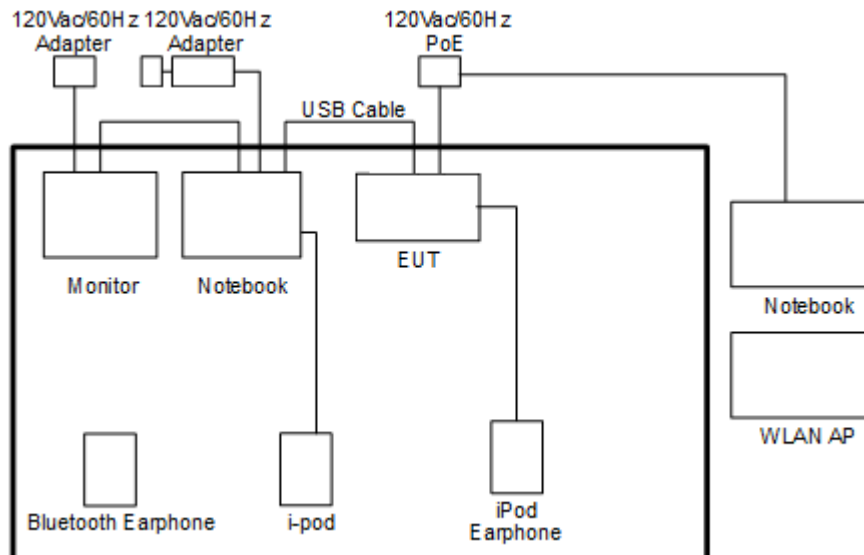 120Vac/60Hz 120Vac/60Hz 120Vac/60Hz
Adapter Adapter PoE
USB Cable
Monitor Notebook EUT
Notebook
WLAN AP
Bluetooth Earphone i-pod iPod
Earphone